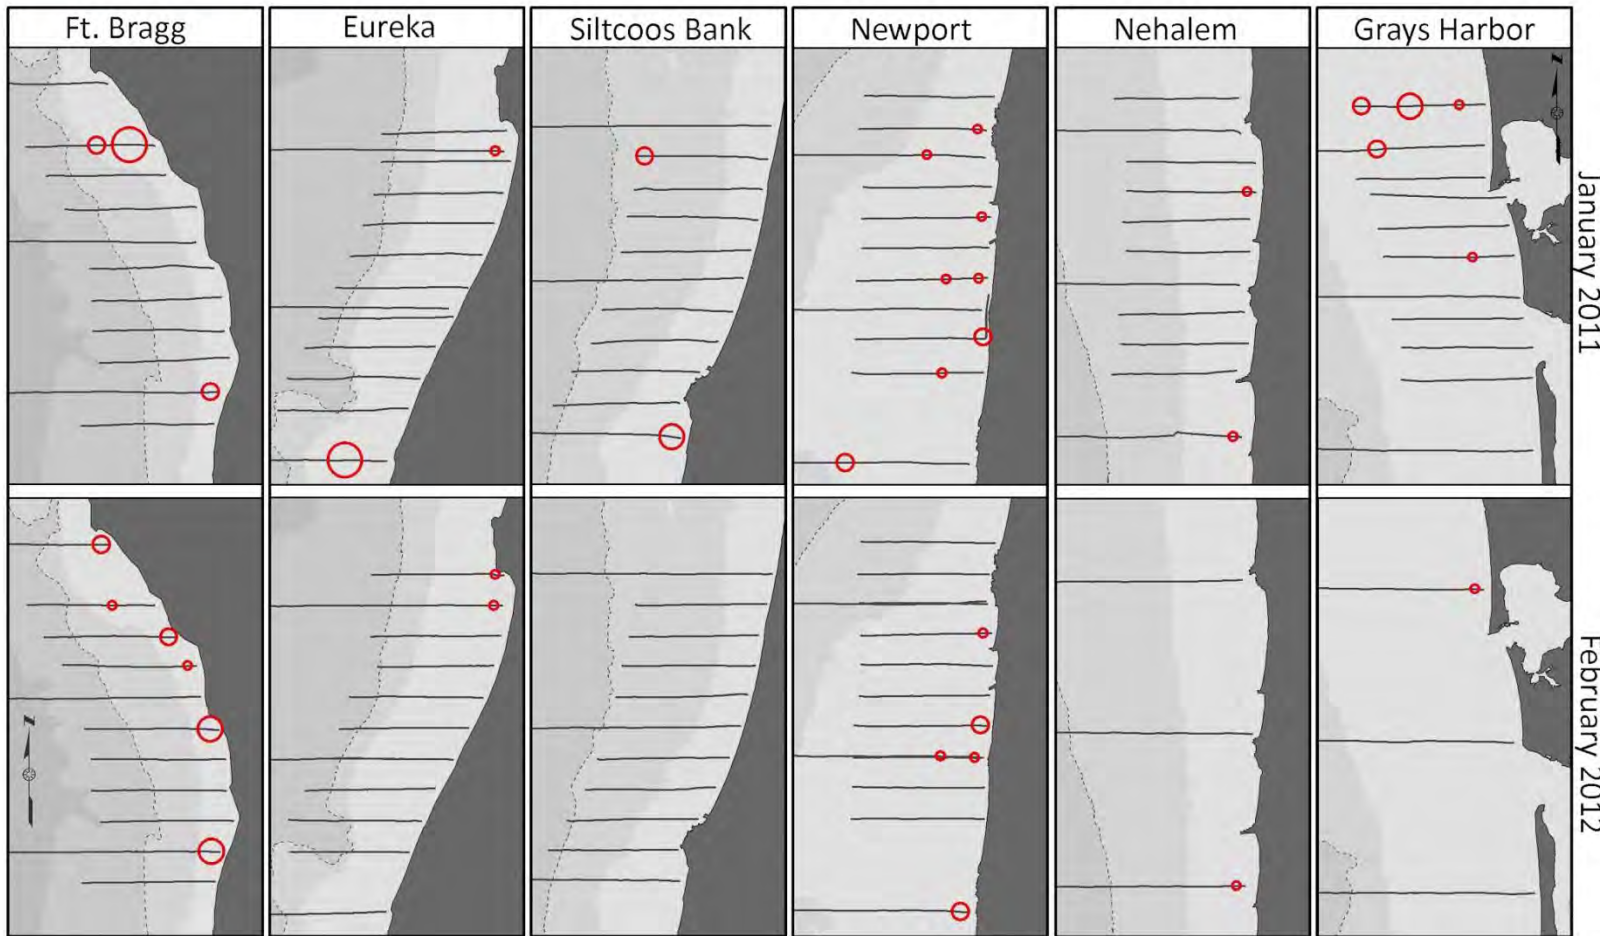 Ft. Bragg
Eureka
Siltcoos Bank
Newport
Nehalem
Grays Harbor
January 2011
February 2012
z
z